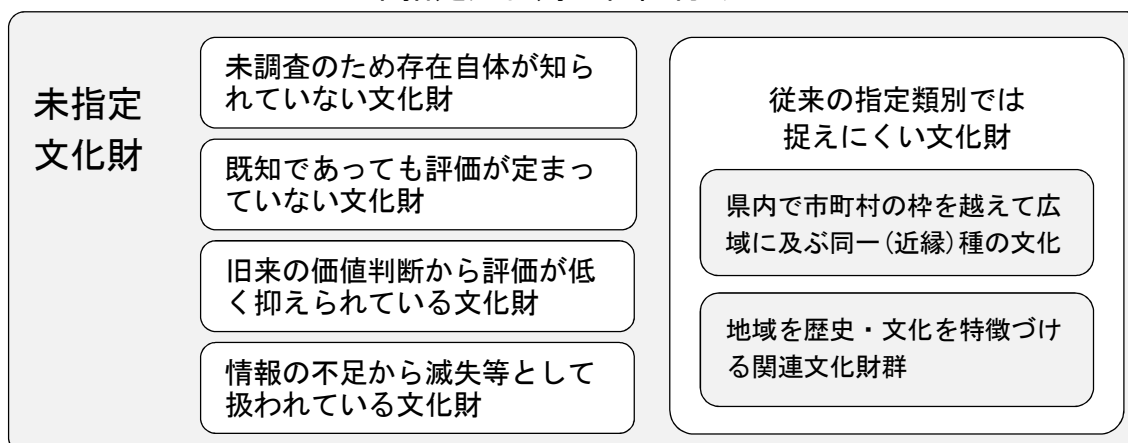 未指定
文化財
未調査のため存在自体が知ら
れていない文化財
既知であっても評価が定まっ
ていない文化財
旧来の価値判断から評価が低
く抑えられている文化財
情報の不足から滅失等として
扱われている文化財
従来の指定類別では
捉えにくい文化財
県内で市町村の枠を越えて広
域に及ぶ同一(近縁)種の文化
地域を歴史・文化を特徴づけ
る関連文化財群